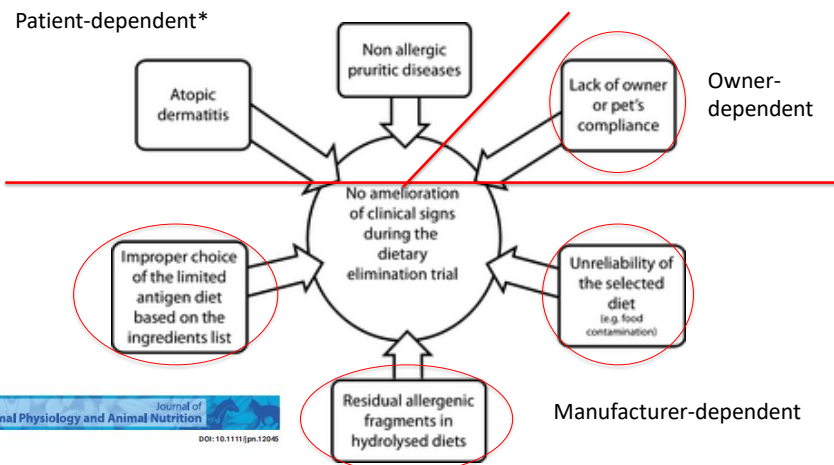 Patient-dependent*
Non allergic
pruritic diseases
Atopic
dermatitis
Lack of owner
or pet's
compliance
Owner-
dependent
No amelioration
of clinical signs
during the
dietary
elimination trial
Improper choice
of the limited
antigen diet
based on the
ingredients list
Unreliability of
the selected
diet
(e.g. food
contamination)
Residual allergenic
fragments in
hydrolysed diets
Manufacturer-dependent
Journal of
mal Physiology and Animal Nutrition
DOI: 10.1111/jpn.12045